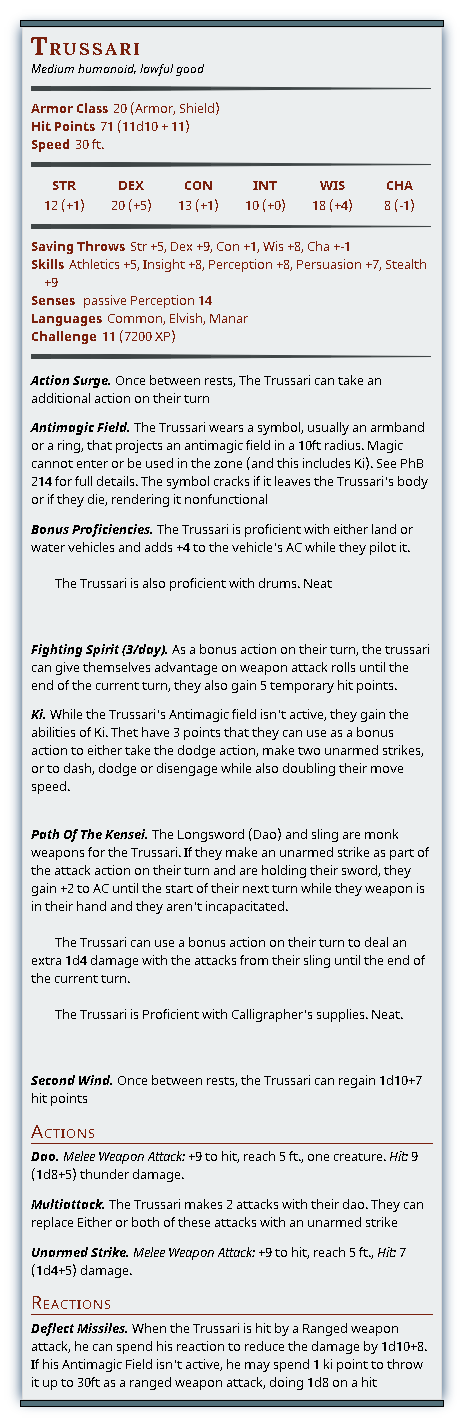 Trussari
Medium humanoid, lawful good
Armor Class 20 (Armor, Shield)
Hit Points 71 (11d10 + 11)
Speed 30 ft.
STR DEX CON INT WIS CHA
12 (+1) 20 (+5) 13 (+1) 10 (+0) 18 (+4) 8 (-1)
Saving Throws Str +5, Dex +9, Con +1, Wis +8, Cha +-1
Skills Athletics +5, Insight +8, Perception +8, Persuasion +7, Stealth
+9
Senses passive Perception 14
Languages Common, Elvish, Manar
Challenge 11 (7200 XP)
Action Surge. Once between rests, The Trussari can take an
additional action on their turn
Antimagic Field. The Trussari wears a symbol, usually an armband
or a ring, that projects an antimagic field in a 10ft radius. Magic
cannot enter or be used in the zone (and this includes Ki). See PhB
214 for full details. The symbol cracks if it leaves the Trussari's body
or if they die, rendering it nonfunctional
Bonus Proficiencies. The Trussari is proficient with either land or
water vehicles and adds +4 to the vehicle's AC while they pilot it.
The Trussari is also proficient with drums. Neat
Fighting Spirit (3/day). As a bonus action on their turn, the trussari
can give themselves advantage on weapon attack rolls until the
end of the current turn, they also gain 5 temporary hit points.
Ki. While the Trussari's Antimagic field isn't active, they gain the
abilities of Ki. Thet have 3 points that they can use as a bonus
action to either take the dodge action, make two unarmed strikes,
or to dash, dodge or disengage while also doubling their move
speed.
Path Of The Kensei. The Longsword (Dao) and sling are monk
weapons for the Trussari. If they make an unarmed strike as part of
the attack action on their turn and are holding their sword, they
gain +2 to AC until the start of their next turn while they weapon is
in their hand and they aren't incapacitated.
The Trussari can use a bonus action on their turn to deal an
extra 1d4 damage with the attacks from their sling until the end of
the current turn.
The Trussari is Proficient with Calligrapher's supplies. Neat.
Second Wind. Once between rests, the Trussari can regain 1d10+7
hit points
Actions
Dao. Melee Weapon Attack: +9 to hit, reach 5 ft., one creature. Hit: 9
(1d8+5) thunder damage.
Multiattack. The Trussari makes 2 attacks with their dao. They can
replace Either or both of these attacks with an unarmed strike
Unarmed Strike. Melee Weapon Attack: +9 to hit, reach 5 ft., Hit: 7
(1d4+5) damage.
Reactions
Deflect Missiles. When the Trussari is hit by a Ranged weapon
attack, he can spend his reaction to reduce the damage by 1d10+8.
If his Antimagic Field isn't active, he may spend 1 ki point to throw
it up to 30ft as a ranged weapon attack, doing 1d8 on a hit